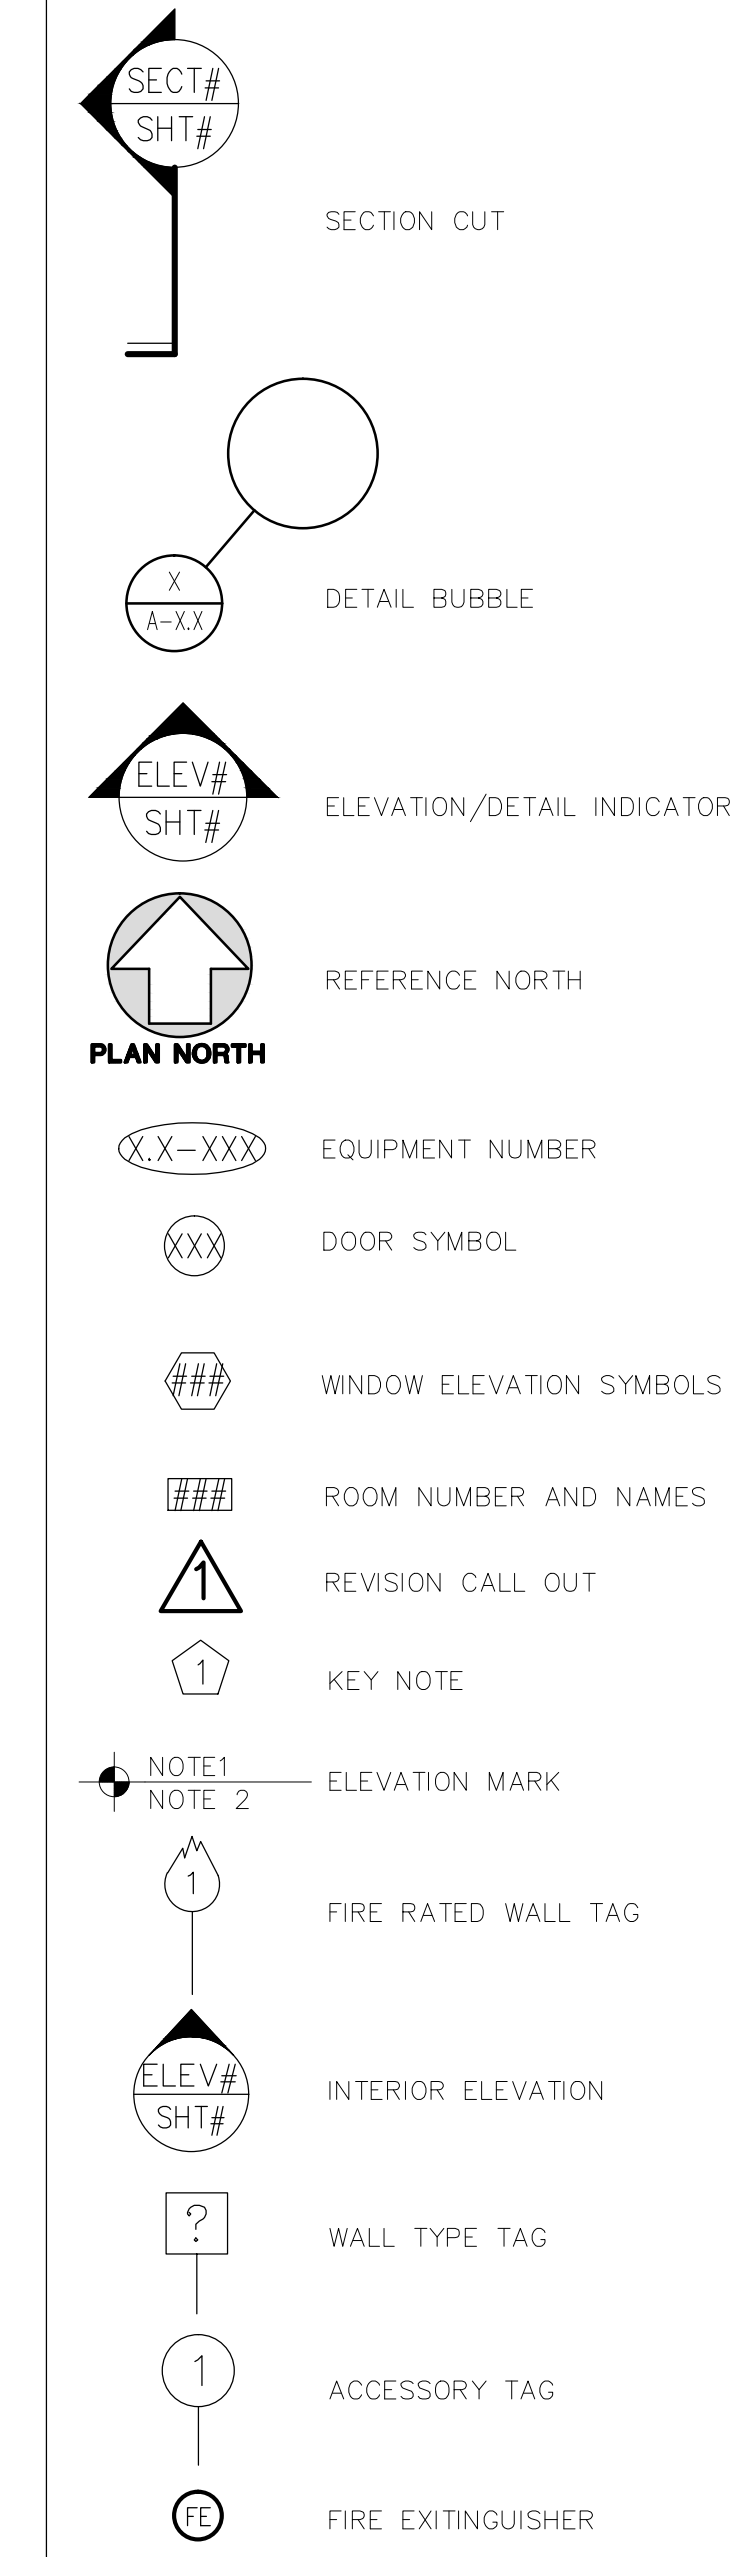 SECT#
SHT#
SECTION CUT
X
A-X.X
DETAIL BUBBLE
ELEV#
SHT#
ELEVATION/DETAIL INDICATOR
REFERENCE NORTH
PLAN NORTH
X.X-XXX
EQUIPMENT NUMBER
XXX
DOOR SYMBOL
###
WINDOW ELEVATION SYMBOLS
###
ROOM NUMBER AND NAMES
1
REVISION CALL OUT
1
KEY NOTE
NOTE1
NOTE 2
ELEVATION MARK
1
FIRE RATED WALL TAG
ELEV#
SHT#
INTERIOR ELEVATION
?
WALL TYPE TAG
1
ACCESSORY TAG
FE
FIRE EXITINGUISHER